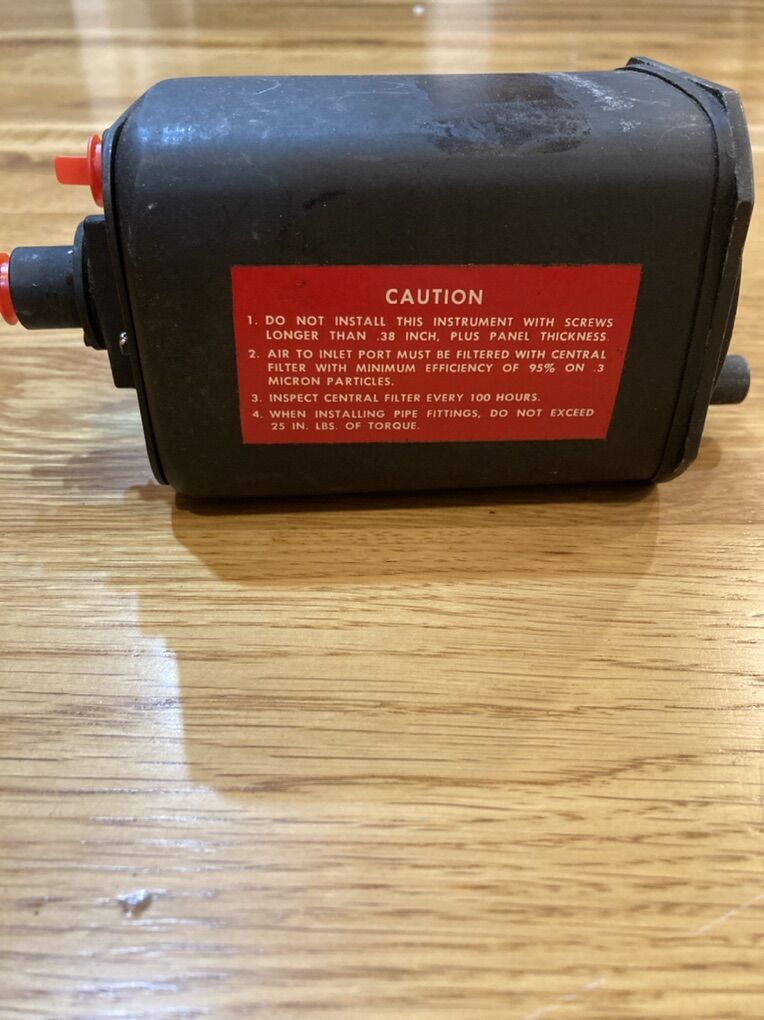 CAUTION
1. DO NOT INSTALL THIS INSTRUMENT WITH SCREWS
LONGER THAN .38 INCH, PLUS PANEL THICKNESS.
2. AIR TO INLET PORT MUST BE FILTERED WITH CENTRAL
FILTER WITH MINIMUM EFFICIENCY OF 95% ON .3
MICRON PARTICLES.
3. INSPECT CENTRAL FILTER EVERY 100 HOURS.
4. WHEN INSTALLING PIPE FITTINGS, DO NOT EXCEED
25 IN. LBS. OF TORQUE.